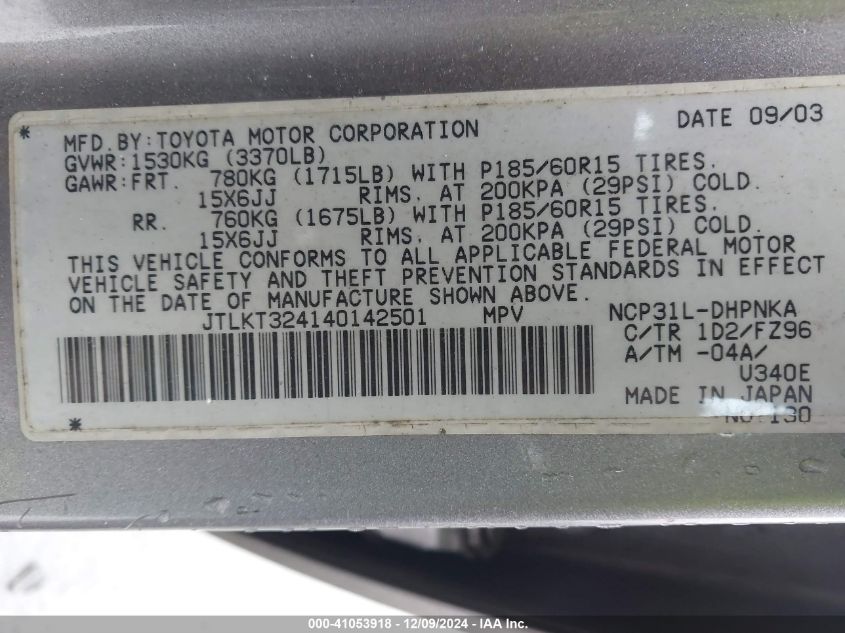 * DATE 09/03
MFD.BY:TOYOTA MOTOR CORPORATION
GVWR:1530KG (3370LB)
GAWR:FRT. 780KG (1715LB) WITH P185/60R15 TIRES.
15X6JJ RIMS, AT 200KPA (29PSI) COLD.
RR. 760KG (1675LB) WITH P185/60R15 TIRES.
15X6JJ RIMS, AT 200KPA (29PSI) COLD.
THIS VEHICLE CONFORMS TO ALL APPLICABLE FEDERAL MOTOR
VEHICLE SAFETY AND THEFT PREVENTION STANDARDS IN EFFECT
ON THE DATE OF MANUFACTURE SHOWN ABOVE.
JTLKT324140142501 MPV NCP31L-DHPNKA
C/TR 1D2/FZ96
A/TM -04A/
U340E
MADE IN JAPAN
* NO.130
000-41053918 - 12/09/2024 - IAA Inc.